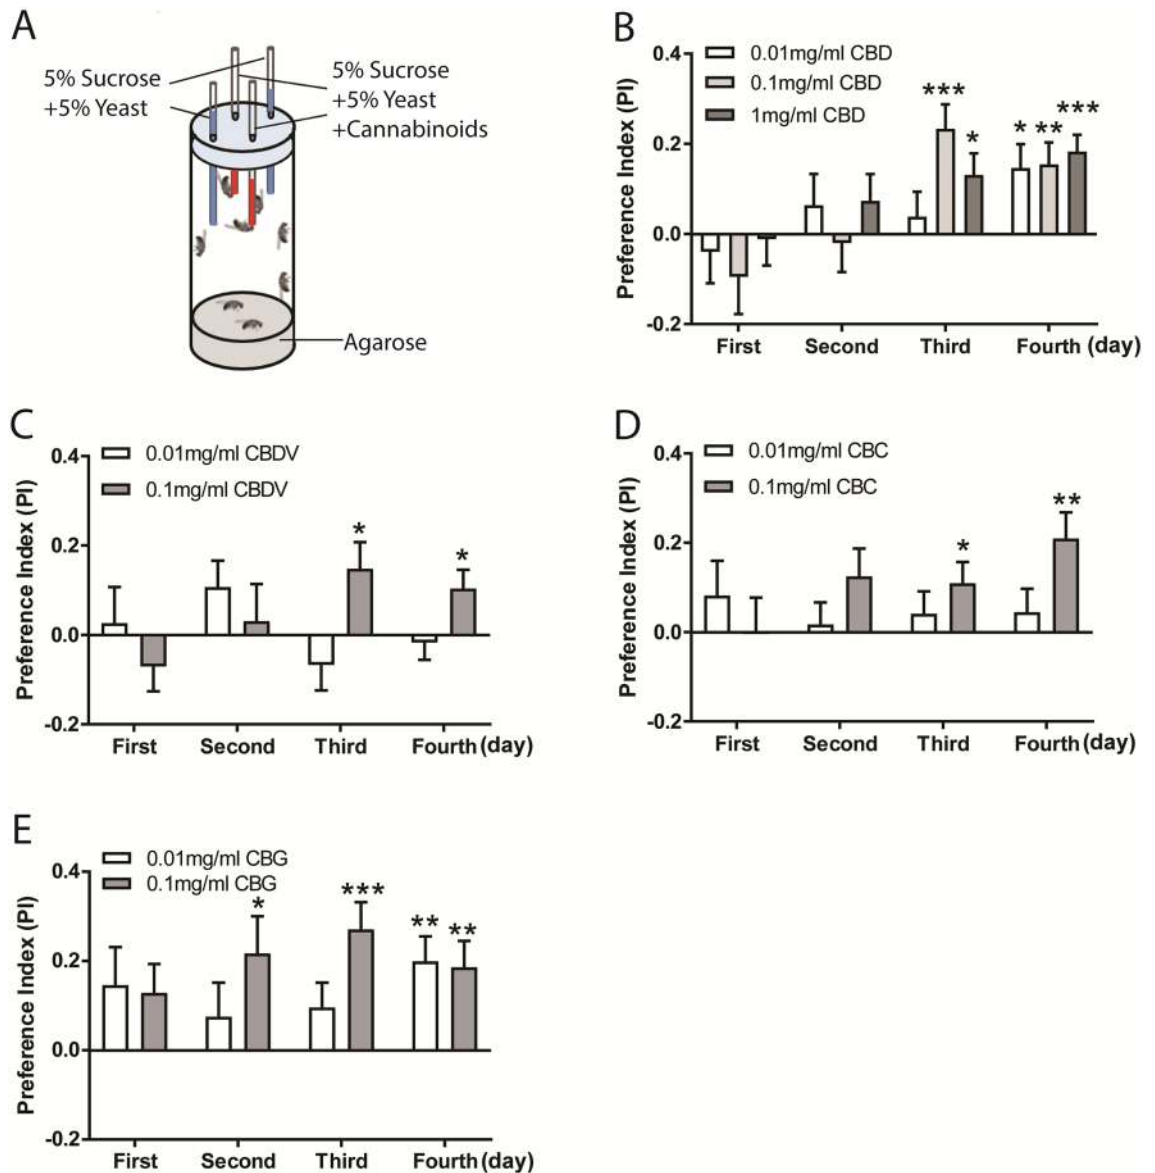 A
5% Sucrose
+5% Yeast
5% Sucrose
+5% Yeast
+Cannabinoids
Agarose
B
0.01mg/ml CBD
0.1mg/ml CBD
1mg/ml CBD
Preference Index (PI)
0.4
0.2
0.0
-0.2
***
*
*
**
***
First Second Third Fourth (day)
C
0.01mg/ml CBDV
0.1mg/ml CBDV
Preference Index (PI)
0.4
0.2
0.0
-0.2
*
*
First Second Third Fourth (day)
D
0.01mg/ml CBC
0.1mg/ml CBC
Preference Index (PI)
0.4
0.2
0.0
-0.2
*
**
First Second Third Fourth (day)
E
0.01mg/ml CBG
0.1mg/ml CBG
Preference Index (PI)
0.4
0.2
0.0
-0.2
*
***
**
**
First Second Third Fourth (day)